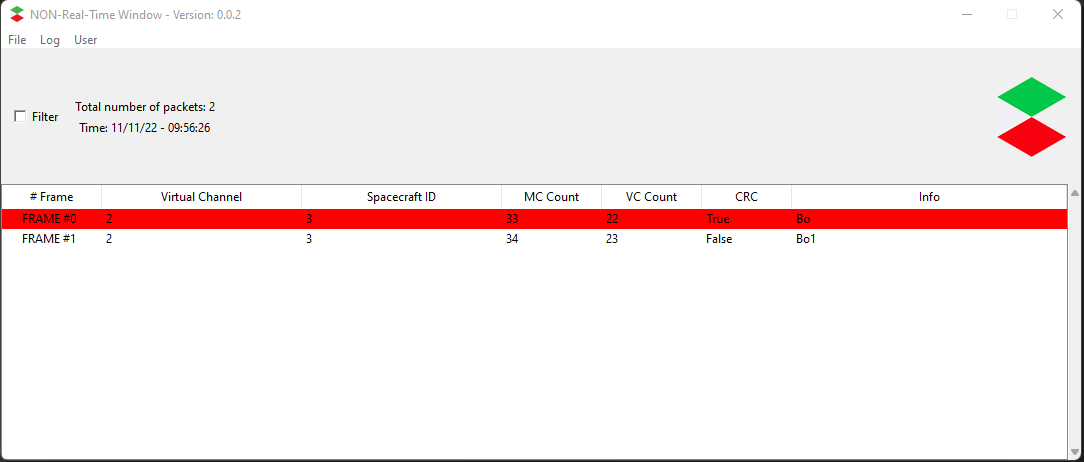 NON-Real-Time Window - Version: 0.0.2
File Log User
Filter
Total number of packets: 2
Time: 11/11/22 - 09:56:26
# Frame Virtual Channel Spacecraft ID MC Count VC Count CRC Info
FRAME #0 2 3 33 22 True Bo
FRAME #1 2 3 34 23 False Bo1